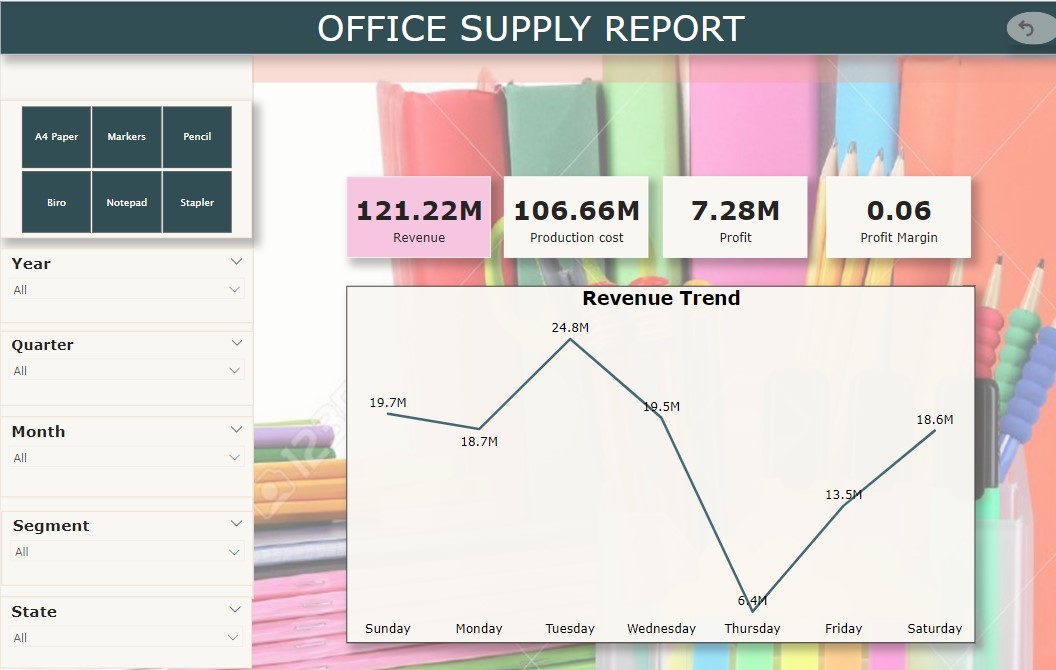 OFFICE SUPPLY REPORT
A4 Paper Markers Pencil
Biro Notepad Stapler
Year
All
Quarter
All
Month
All
Segment
All
State
All
121.22M
Revenue
106.66M
Production cost
7.28M
Profit
0.06
Profit Margin
Revenue Trend
19.7M
18.7M
24.8M
19.5M
6.4M
13.5M
18.6M
Sunday Monday Tuesday Wednesday Thursday Friday Saturday